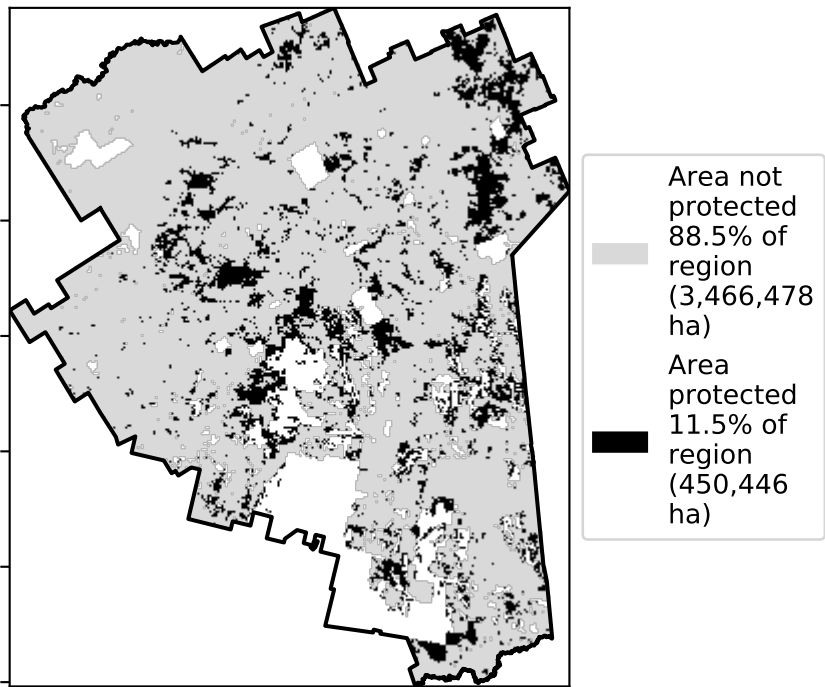 Area not
protected
88.5% of
region
(3,466,478
ha)
Area
protected
11.5% of
region
(450,446
ha)